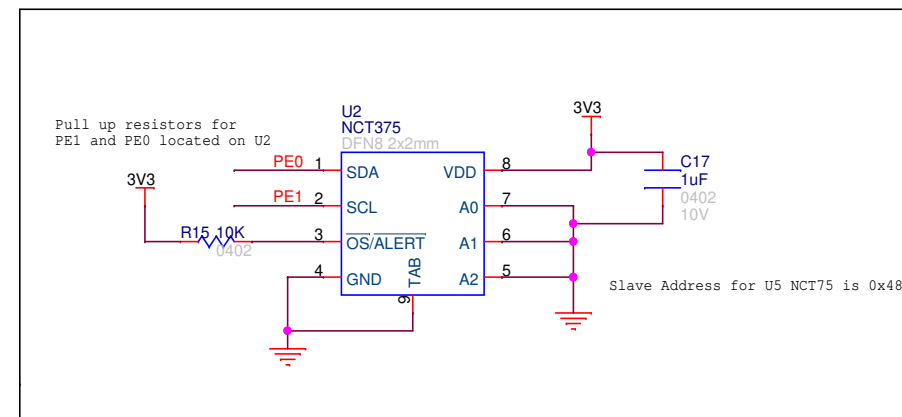 U2
NCT375
DFN8 2x2mm
3V3
Pull up resistors for
PE1 and PE0 located on U2
PE0 1 SDA VDD 8
C17
1uF
0402
10V
3V3
PE1 2 SCL A0 7
R15 10K
0402
3 OS/ALERT A1 6
4 GND TAB A2 5
9
Slave Address for U5 NCT75 is 0x48